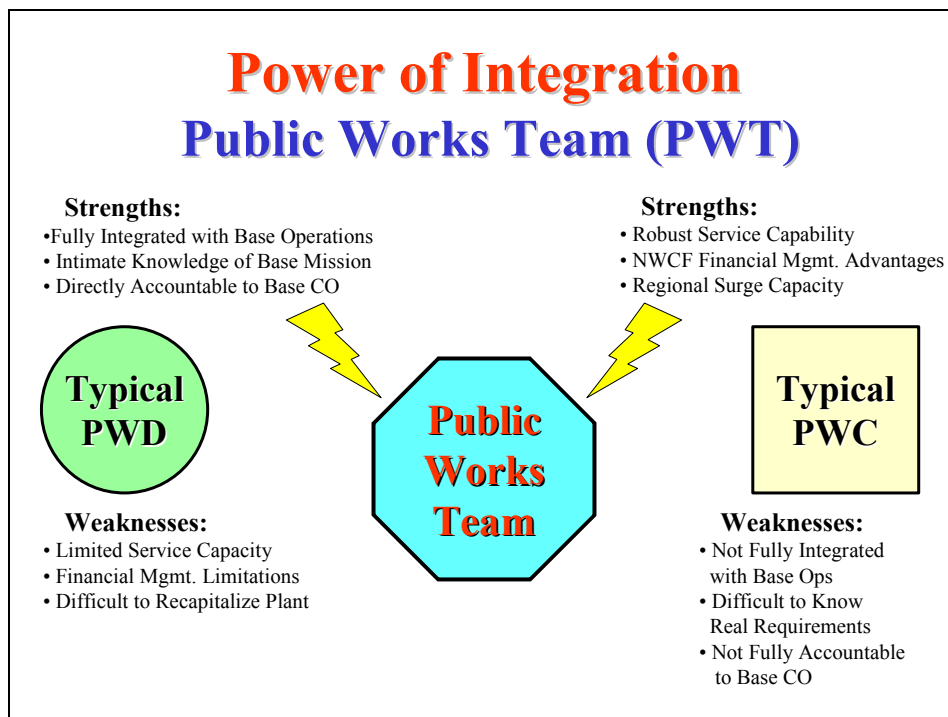 Power of Integration
Public Works Team (PWT)
Strengths:
•Fully Integrated with Base Operations
• Intimate Knowledge of Base Mission
• Directly Accountable to Base CO
Strengths:
• Robust Service Capability
• NWCF Financial Mgmt. Advantages
• Regional Surge Capacity
Typical
PWD
Public
Works
Team
Typical
PWC
Weaknesses:
• Limited Service Capacity
• Financial Mgmt. Limitations
• Difficult to Recapitalize Plant
Weaknesses:
• Not Fully Integrated
with Base Ops
• Difficult to Know
Real Requirements
• Not Fully Accountable
to Base CO